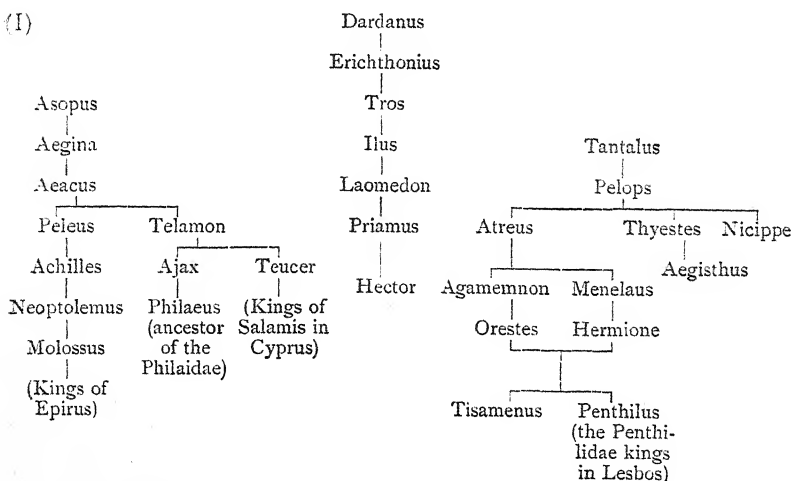 (I)
Dardanus
Erichthonius
Asopus Tros
Aegina Ilus Tantalus
Aeacus Laomedon Pelops
Peleus Telamon Priamus Atreus Thyestes Nicippe
Achilles Ajax Teucer Hector Agamemnon Menelaus Aegisthus
Neoptolemus Philaeus (Kings of Orestes Hermione
Molossus (ancestor Salamis in
of the Cyprus)
(Kings of Philaidae)
Epirus) Tisamenus Penthilus
(the Penthi-
lidae kings
in Lesbos)